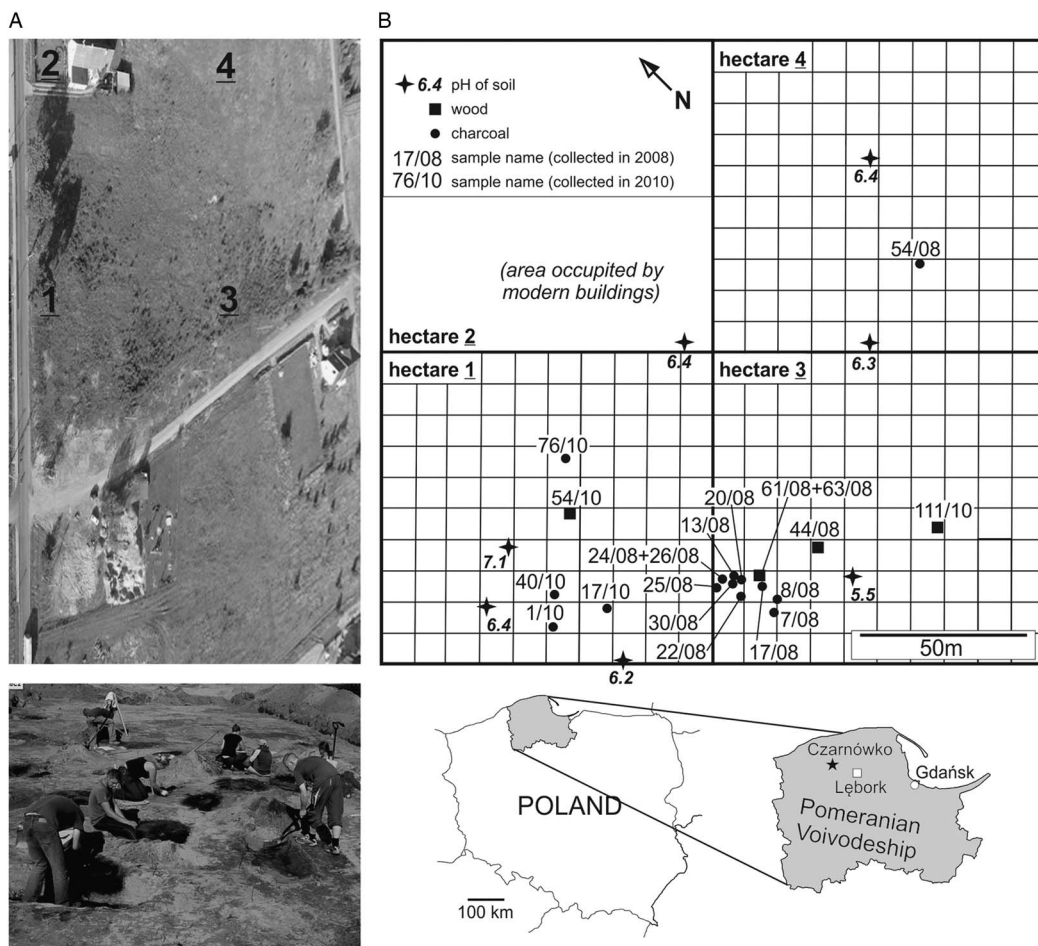 A
2
4
1
3
B
hectare 4
N
6.4 pH of soil
wood
charcoal
17/08 sample name (collected in 2008)
76/10 sample name (collected in 2010)
6.4
54/08
(area occupited by
modern buildings)
hectare 2
6.4
6.3
hectare 1
hectare 3
76/10
54/10
20/08
61/08+63/08
111/10
13/08
44/08
7.1
24/08+26/08
40/10
17/10
25/08
8/08
5.5
6.4
1/10
30/08
7/08
22/08
17/08
50m
6.2
POLAND
100 km
Czarnówko
Gdańsk
Lębork
Pomeranian
Voivodeship